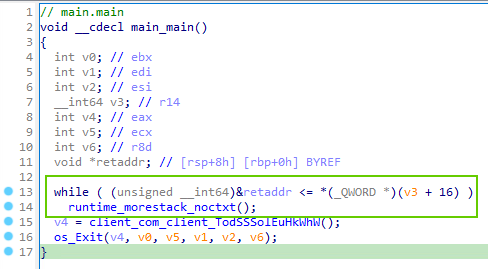 1 // main.main
2 void __cdecl main_main()
3 {
4 int v0; // ebx
5 int v1; // edi
6 int v2; // esi
7 __int64 v3; // r14
8 int v4; // eax
9 int v5; // ecx
10 int v6; // r8d
11 void *retaddr; // [rsp+8h] [rbp+0h] BYREF
12
13 while ( (unsigned __int64)&retaddr <= *(_QWORD *)(v3 + 16) )
14 runtime_morestack_noctxt();
15 v4 = client_com_client_TodSSSolEuHkWhW();
16 os_Exit(v4, v0, v5, v1, v2, v6);
17 }